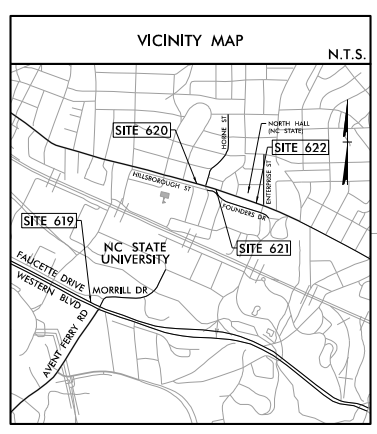 VICINITY MAP
N.T.S.
SITE 620
HORNE ST
NORTH HALL
(NC STATE)
SITE 622
HILLSBOROUGH ST
ENTERPRISE ST
FOUNDERS DR
SITE 619
SITE 621
NC STATE
UNIVERSITY
FAUCETTE DRIVE
WESTERN BLVD
MORRILL DR
AVENT FERRY RD